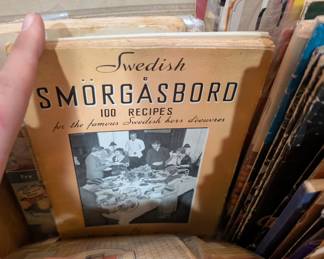 Swedish
SMÖRGÅSBORD
100 RECIPES
for the famous Swedish hors d'oeuvres